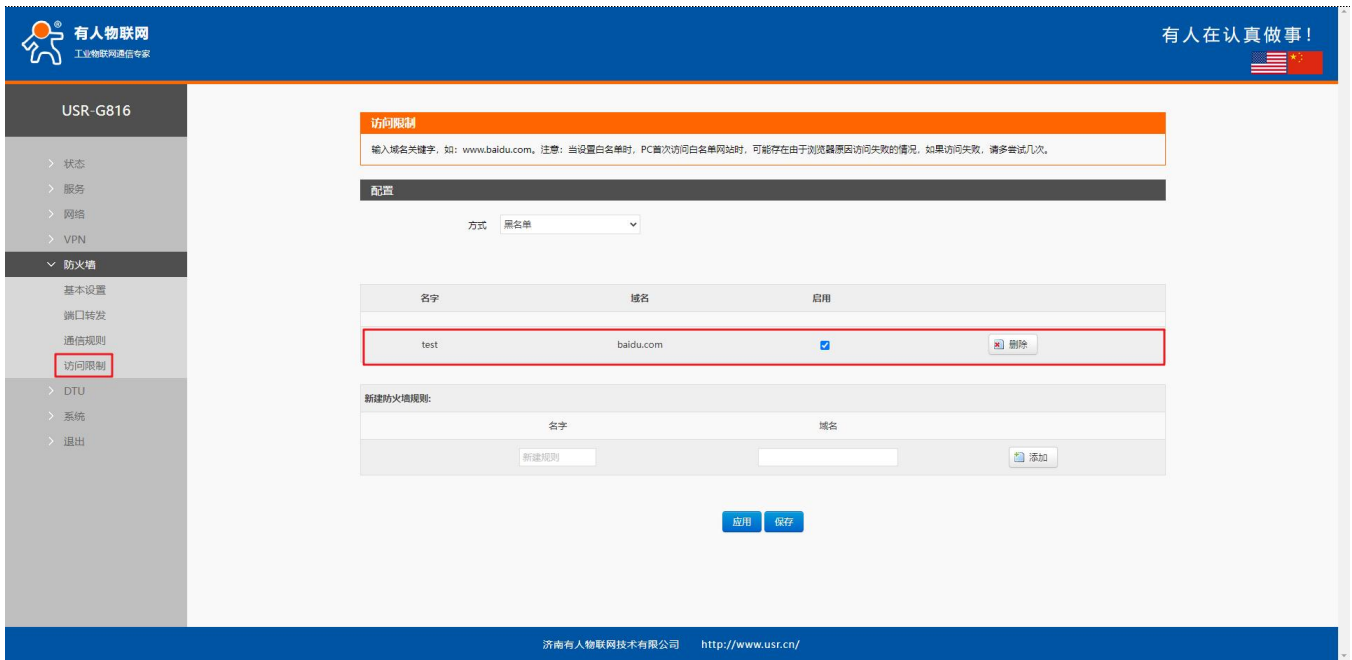 有人物联网
工业物联网通信专家
有人在认真做事!
USR-G816
状态
服务
网络
VPN
防火墙
基本设置
端口转发
通信规则
访问限制
DTU
系统
退出
访问限制
输入域名关键字, 如: www.baidu.com。注意: 当设置白名单时, PC首次访问白名单网站时, 可能存在由于浏览器原因访问失败的情况, 如果访问失败, 请多尝试几次。
配置
方式 黑名单
名字 域名 启用
test baidu.com 删除
新建防火墙规则:
名字 域名
新建规则 添加
应用 保存
济南有人物联网技术有限公司 http://www.usr.cn/